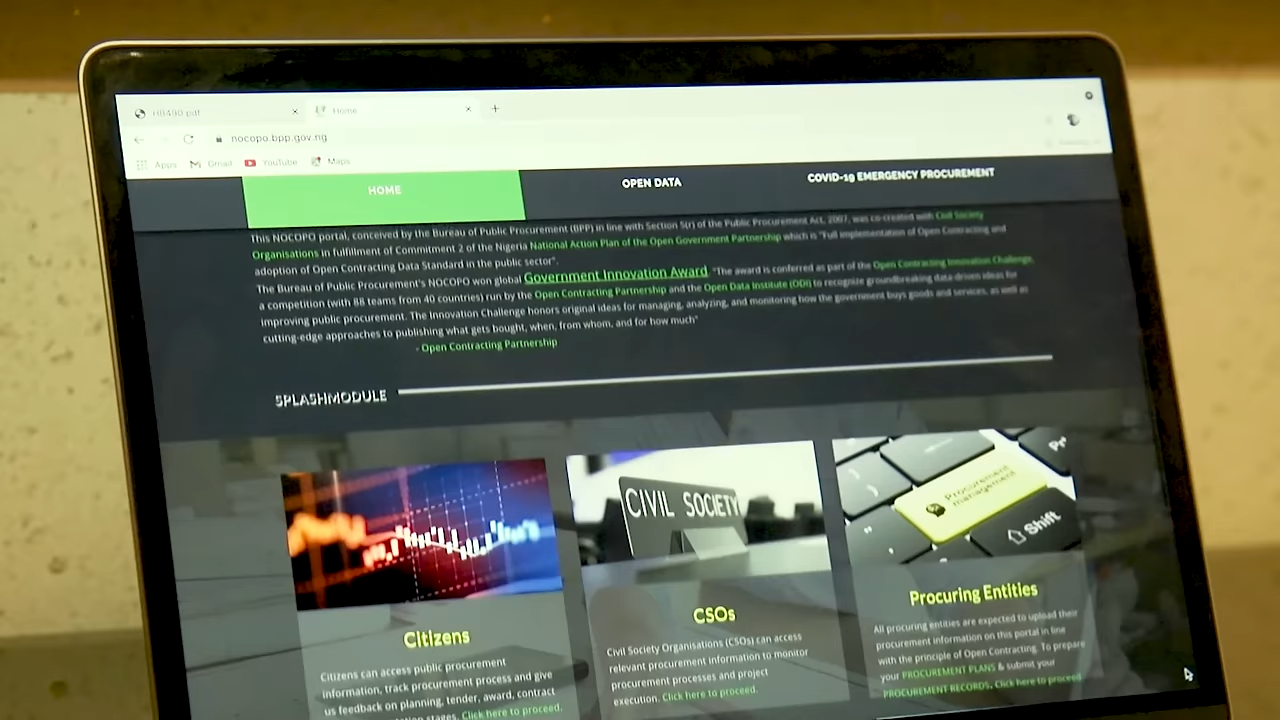 HB490.pdf
Home
nocopo.bpp.gov.ng
Apps Gmail YouTube Maps
HOME OPEN DATA COVID-19 EMERGENCY PROCUREMENT
This NOCOPO portal, conceived by the Bureau of Public Procurement (BPP) in line with Section 5(r) of the Public Procurement Act, 2007, was co-created with Civil Society
Organisations in fulfillment of Commitment 2 of the Nigeria National Action Plan of the Open Government Partnership which is "Full implementation of Open Contracting and
adoption of Open Contracting Data Standard in the public sector".
The Bureau of Public Procurement's NOCOPO won global Government Innovation Award. "The award is conferred as part of the Open Contracting Innovation Challenge,
a competition (with 88 teams from 40 countries) run by the Open Contracting Partnership and the Open Data Institute (ODI) to recognize groundbreaking data-driven ideas for
improving public procurement. The Innovation Challenge honors original ideas for managing, analyzing, and monitoring how the government buys goods and services, as well as
cutting-edge approaches to publishing what gets bought, when, from whom, and for how much"
- Open Contracting Partnership
SPLASHMODULE
CIVIL SOCIETY
Procurement
management
Shift
Citizens
Citizens can access public procurement
information, track procurement process and give
us feedback on planning, tender, award, contract
stages. Click here to proceed.
CSOs
Civil Society Organisations (CSOs) can access
relevant procurement information to monitor
procurement processes and project
execution. Click here to proceed.
Procuring Entities
All procuring entities are expected to upload their
procurement information on this portal in line
with the principle of Open Contracting. To prepare
your PROCUREMENT PLANS & submit your
PROCUREMENT RECORDS, Click here to proceed